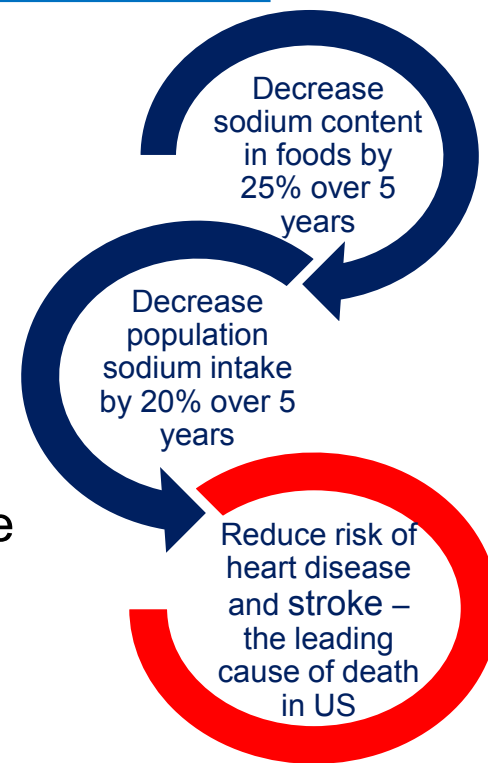 Decrease
sodium content
in foods by
25% over 5
years
Decrease
population
sodium intake
by 20% over 5
years
e
Reduce risk of
heart disease
and stroke –
the leading
cause of death
in US